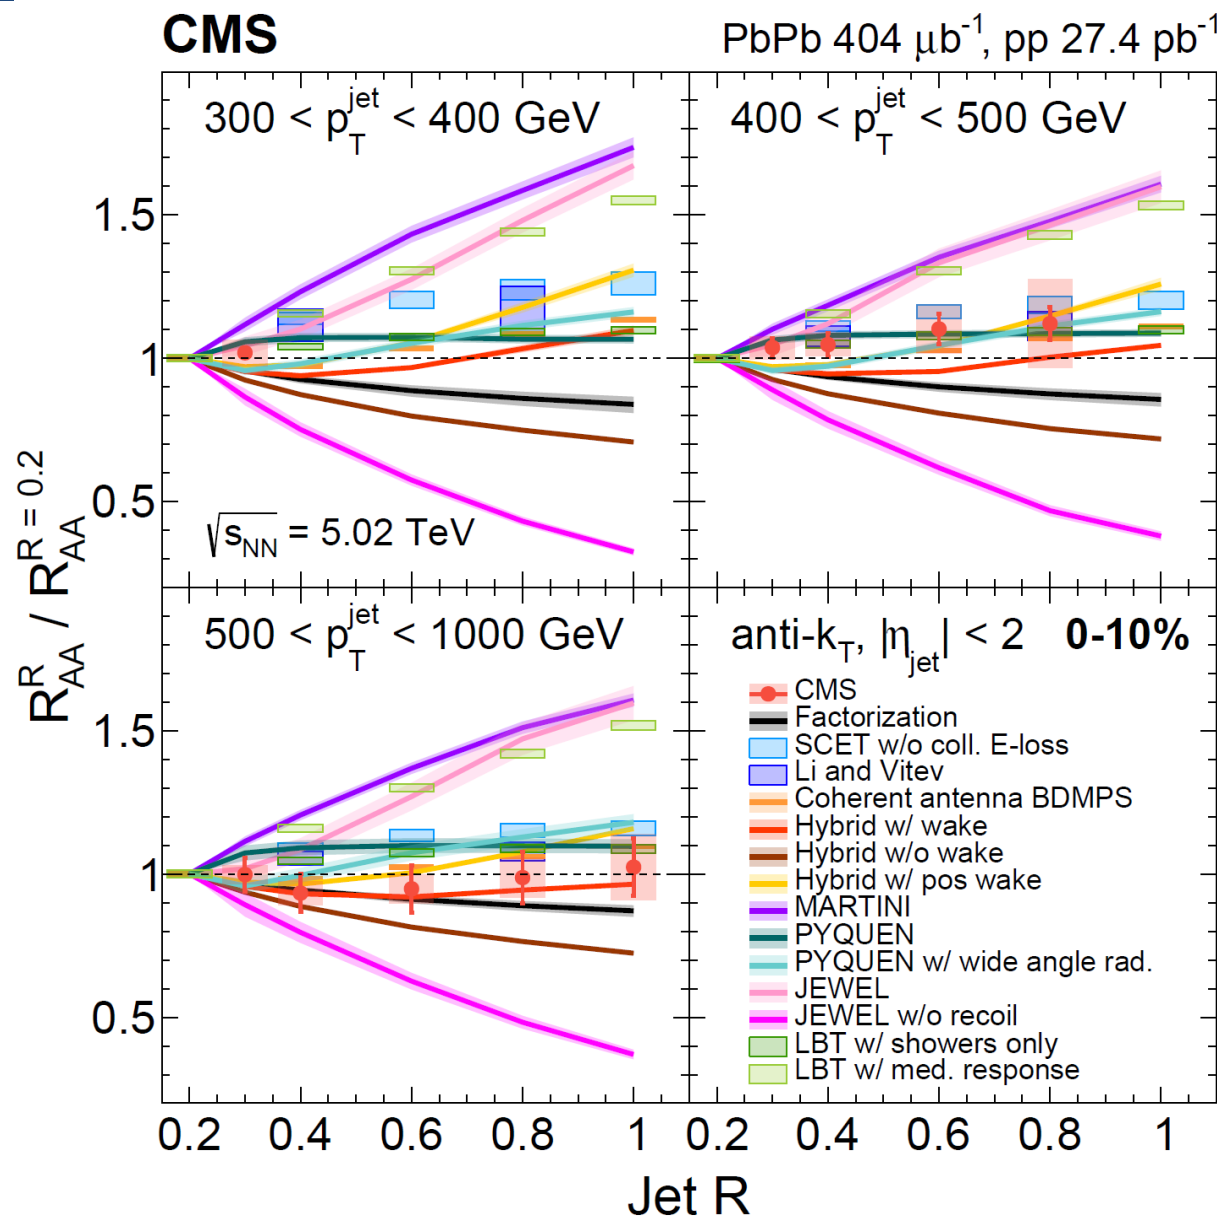 CMS
PbPb 404 μb⁻¹, pp 27.4 pb⁻¹
300 < p_T^jet < 400 GeV
400 < p_T^jet < 500 GeV
1.5
1
0.5
√s_NN = 5.02 TeV
R_AA^R / R_AA^R = 0.2
500 < p_T^jet < 1000 GeV
anti-k_T, |η_jet| < 2 0-10%
CMS
Factorization
SCET w/o coll. E-loss
Li and Vitev
Coherent antenna BDMPS
Hybrid w/ wake
Hybrid w/o wake
Hybrid w/ pos wake
MARTINI
PYQUEN
PYQUEN w/ wide angle rad.
JEWEL
JEWEL w/o recoil
LBT w/ showers only
LBT w/ med. response
1.5
1
0.5
0.2 0.4 0.6 0.8 1 0.2 0.4 0.6 0.8 1
Jet R